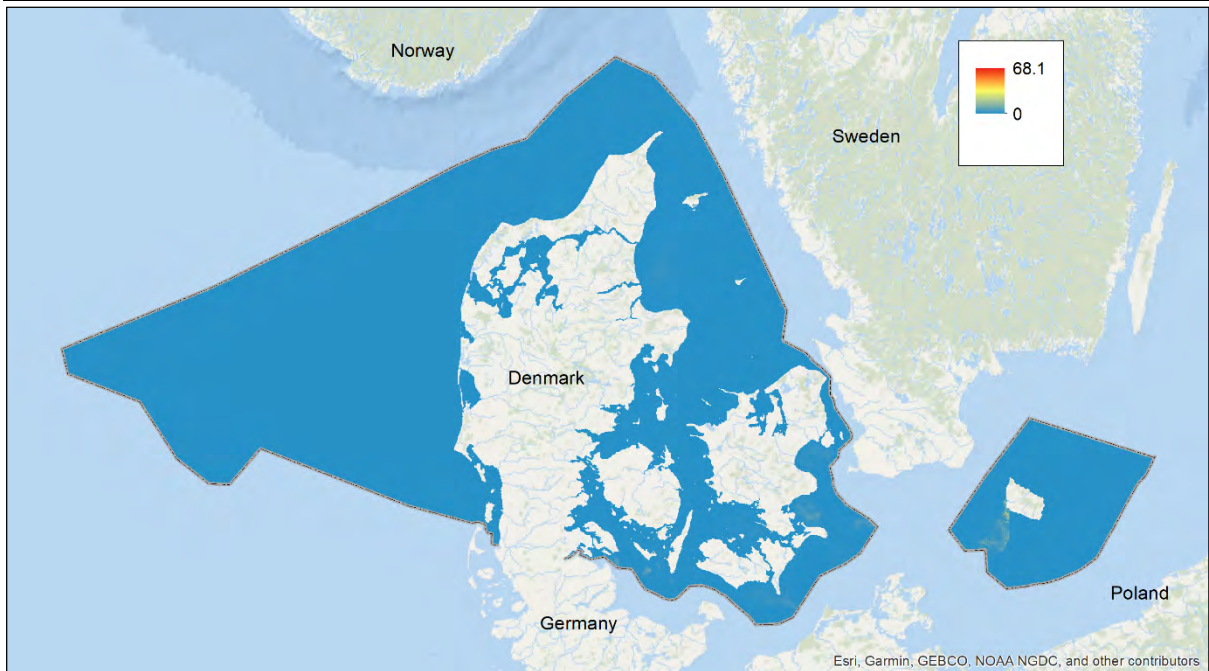 Norway
68.1
0
Sweden
Denmark
Poland
Germany
Esri, Garmin, GEBCO, NOAA NGDC, and other contributors